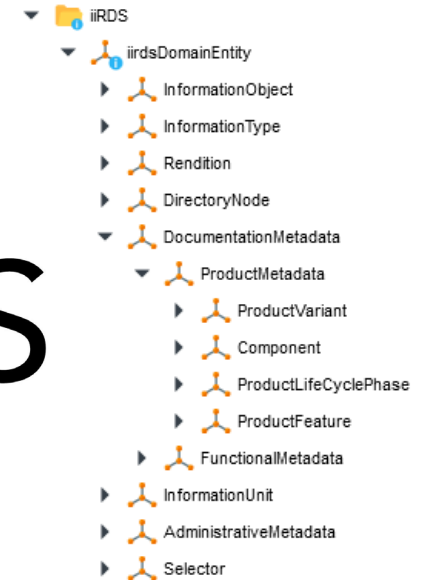 iiRDS
iirdsDomainEntity
InformationObject
InformationType
Rendition
DirectoryNode
DocumentationMetadata
ProductMetadata
ProductVariant
Component
ProductLifeCyclePhase
ProductFeature
FunctionalMetadata
InformationUnit
AdministrativeMetadata
Selector
S